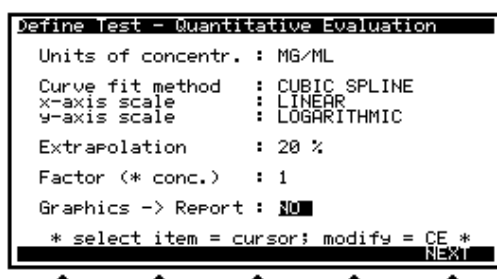 Define Test - Quantitative Evaluation
Units of concentr. : MG/ML
Curve fit method : CUBIC SPLINE
x-axis scale : LINEAR
y-axis scale : LOGARITHMIC
Extrapolation : 20 %
Factor (* conc.) : 1
Graphics -> Report : NO
* select item = cursor; modify = CE *
NEXT